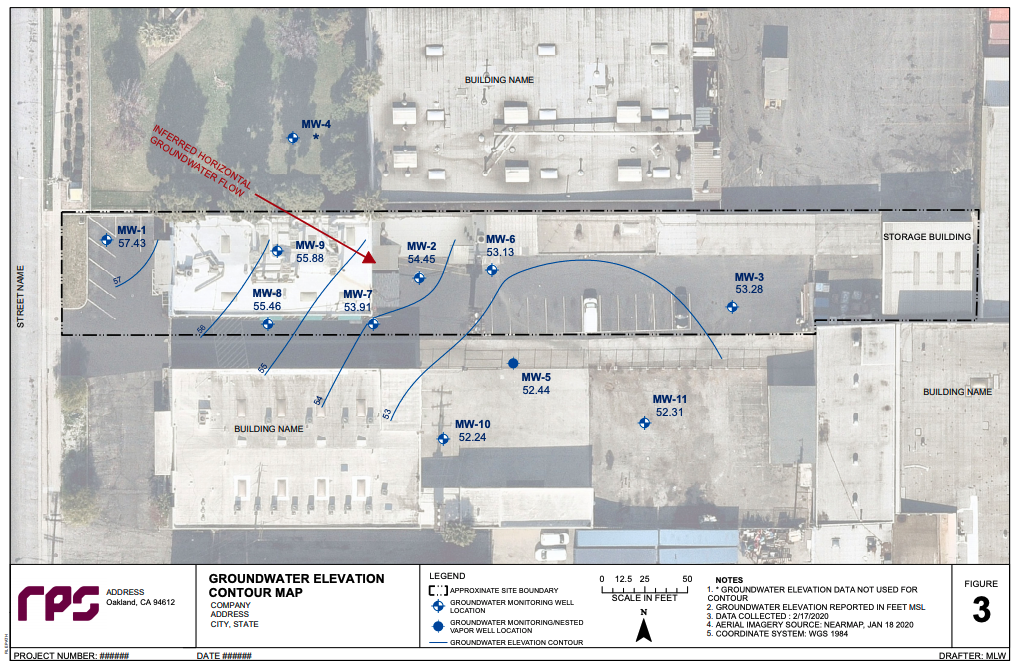 BUILDING NAME
MW-4
*
INFERRED HORIZONTAL
GROUNDWATER FLOW
MW-1
57.43
57
MW-9
55.88
MW-2
54.45
MW-6
53.13
STORAGE BUILDING
MW-3
53.28
MW-8
55.46
MW-7
53.91
STREET NAME
56
55
54
53
MW-5
52.44
MW-11
52.31
BUILDING NAME
MW-10
52.24
BUILDING NAME
rps
ADDRESS
Oakland, CA 94612
GROUNDWATER ELEVATION
CONTOUR MAP
COMPANY
ADDRESS
CITY, STATE
LEGEND
APPROXIMATE SITE BOUNDARY
GROUNDWATER MONITORING WELL
LOCATION
GROUNDWATER MONITORING/NESTED
VAPOR WELL LOCATION
GROUNDWATER ELEVATION CONTOUR
0 12.5 25 50
SCALE IN FEET
N
NOTES
1. * GROUNDWATER ELEVATION DATA NOT USED FOR
CONTOUR
2. GROUNDWATER ELEVATION REPORTED IN FEET MSL
3. DATA COLLECTED : 2/17/2020
4. AERIAL IMAGERY SOURCE: NEARMAP, JAN 18 2020
5. COORDINATE SYSTEM: WGS 1984
FIGURE
3
PROJECT NUMBER: ######
DATE ######
DRAFTER: MLW